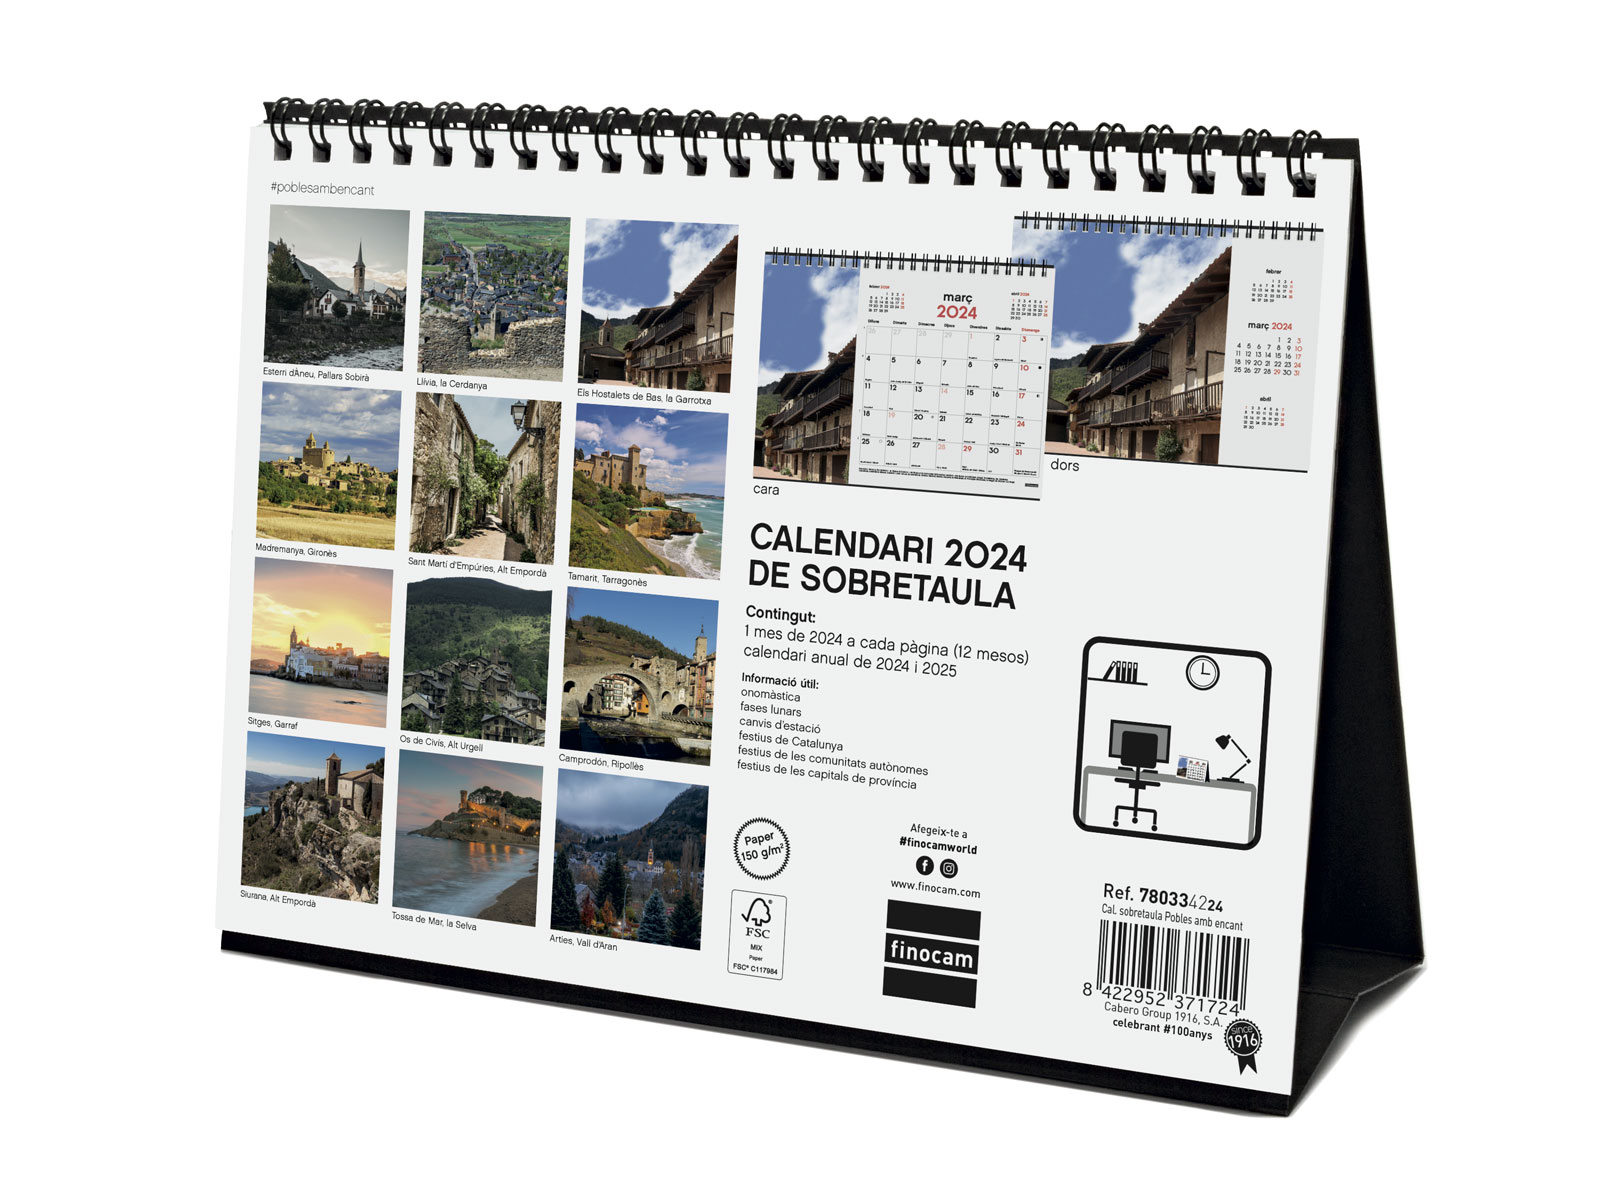 #poblesambencant
Esterri d'Àneu, Pallars Sobirà
Llívia, la Cerdanya
Els Hostalets de Bas, la Garrotxa
Madremanya, Gironès
Sant Martí d'Empúries, Alt Empordà
Tamarit, Tarragonès
Sitges, Garraf
Os de Civís, Alt Urgell
Camprodón, Ripollès
Siurana, Alt Empordà
Tossa de Mar, la Selva
Arties, Vall d'Aran
març
2024
cara
febrer
març 2024
abril
dors
CALENDARI 2024
DE SOBRETAULA
Contingut:
1 mes de 2024 a cada pàgina (12 mesos)
calendari anual de 2024 i 2025
Informació útil:
onomàstica
fases lunars
canvis d'estació
festius de Catalunya
festius de les comunitats autònomes
festius de les capitals de província
Paper
150 g/m²
FSC
MIX
Paper
FSC® C117984
Afegeix-te a
#finocamworld
www.finocam.com
finocam
Ref. 780334224
Cal. sobretaula Pobles amb encant
8 422952 371724
Cabero Group 1916, S.A.
celebrant #100anys
since
1916